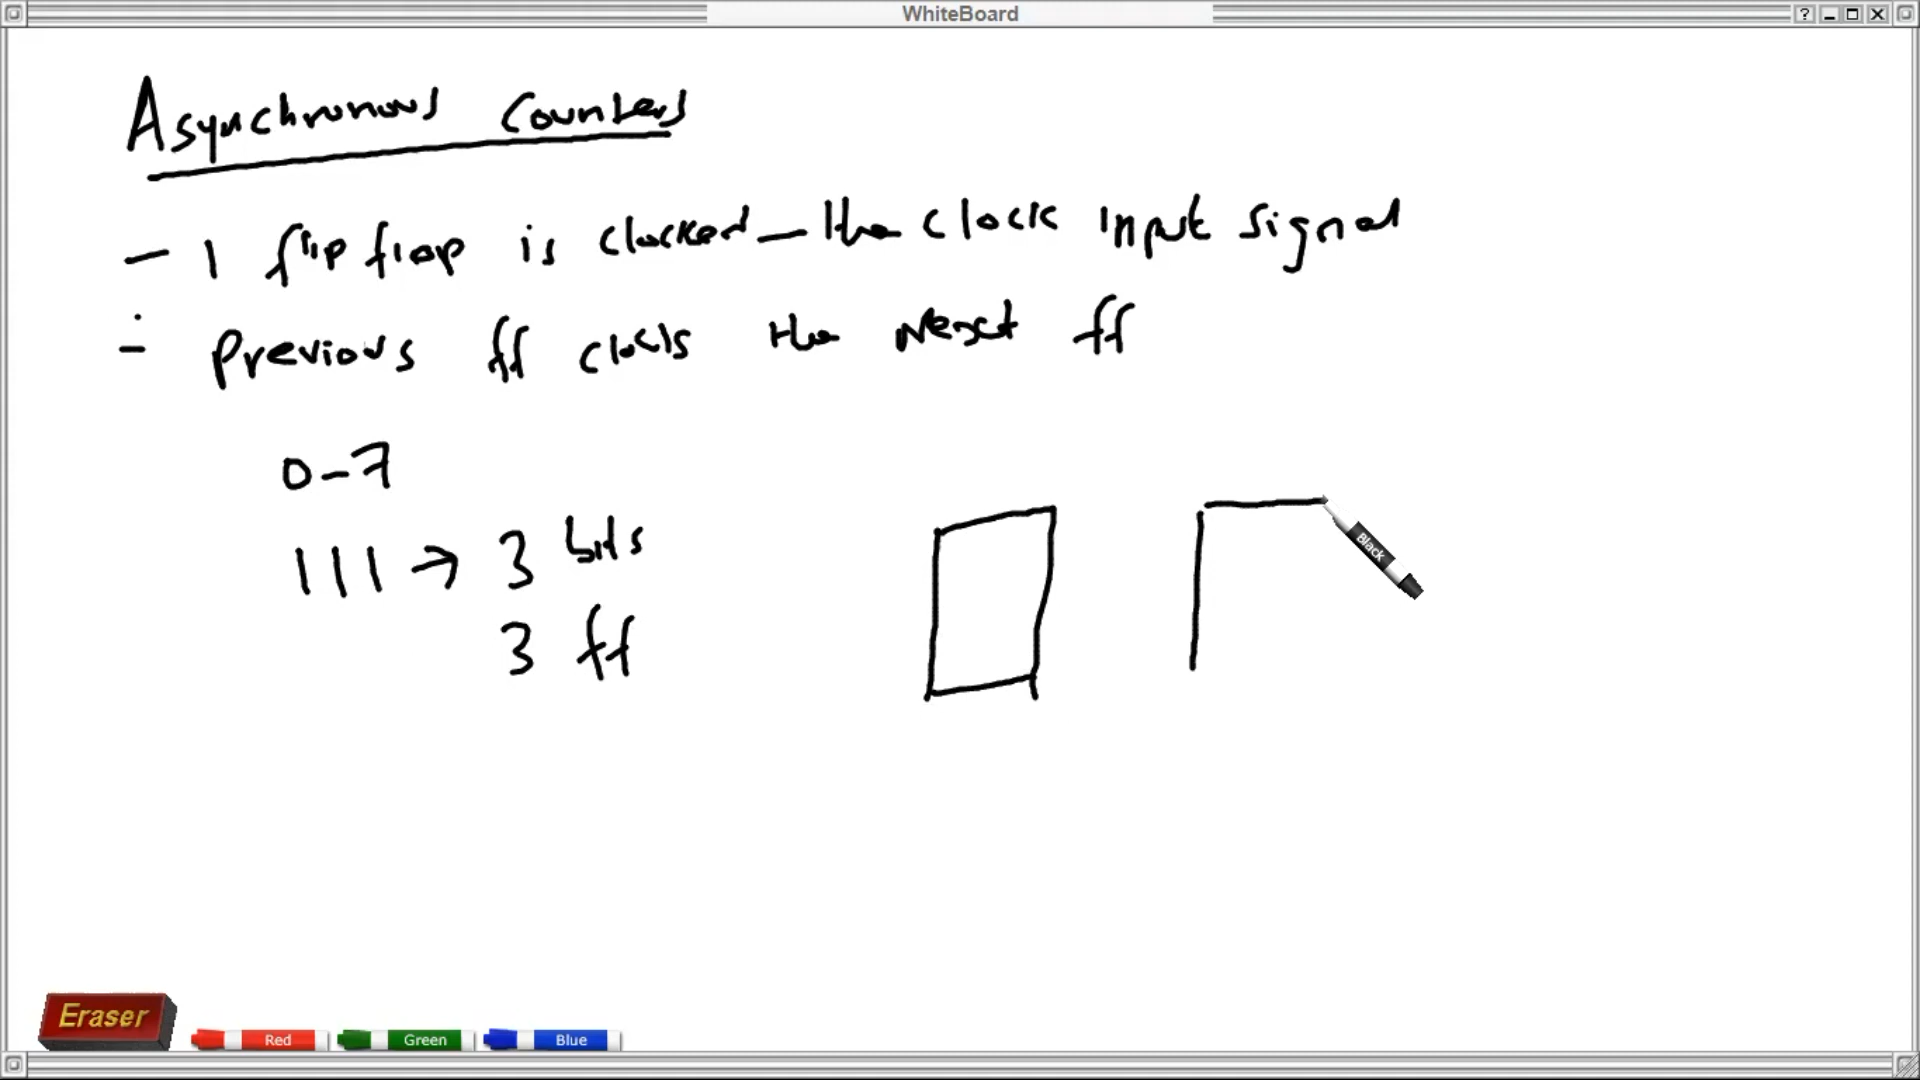 WhiteBoard
Asynchronous Counters
– 1 flip flop is clocked – the clock input signal
– previous ff clocks the next ff
0-7
111 → 3 bits
3 ff
Black
Eraser
Red Green Blue